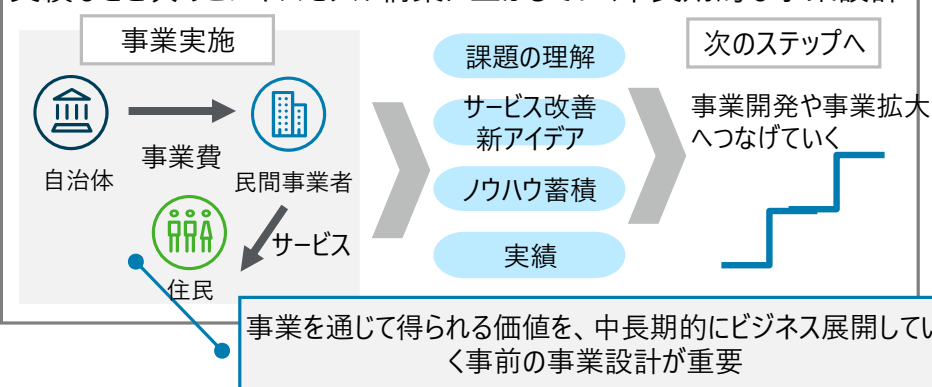 事業実施
自治体
事業費
民間事業者
サービス
住民
課題の理解
サービス改善
新アイデア
ノウハウ蓄積
実績
次のステップへ
事業開発や事業拡大
へつなげていく
事業を通じて得られる価値を、中長期的にビジネス展開してい
く事前の事業設計が重要